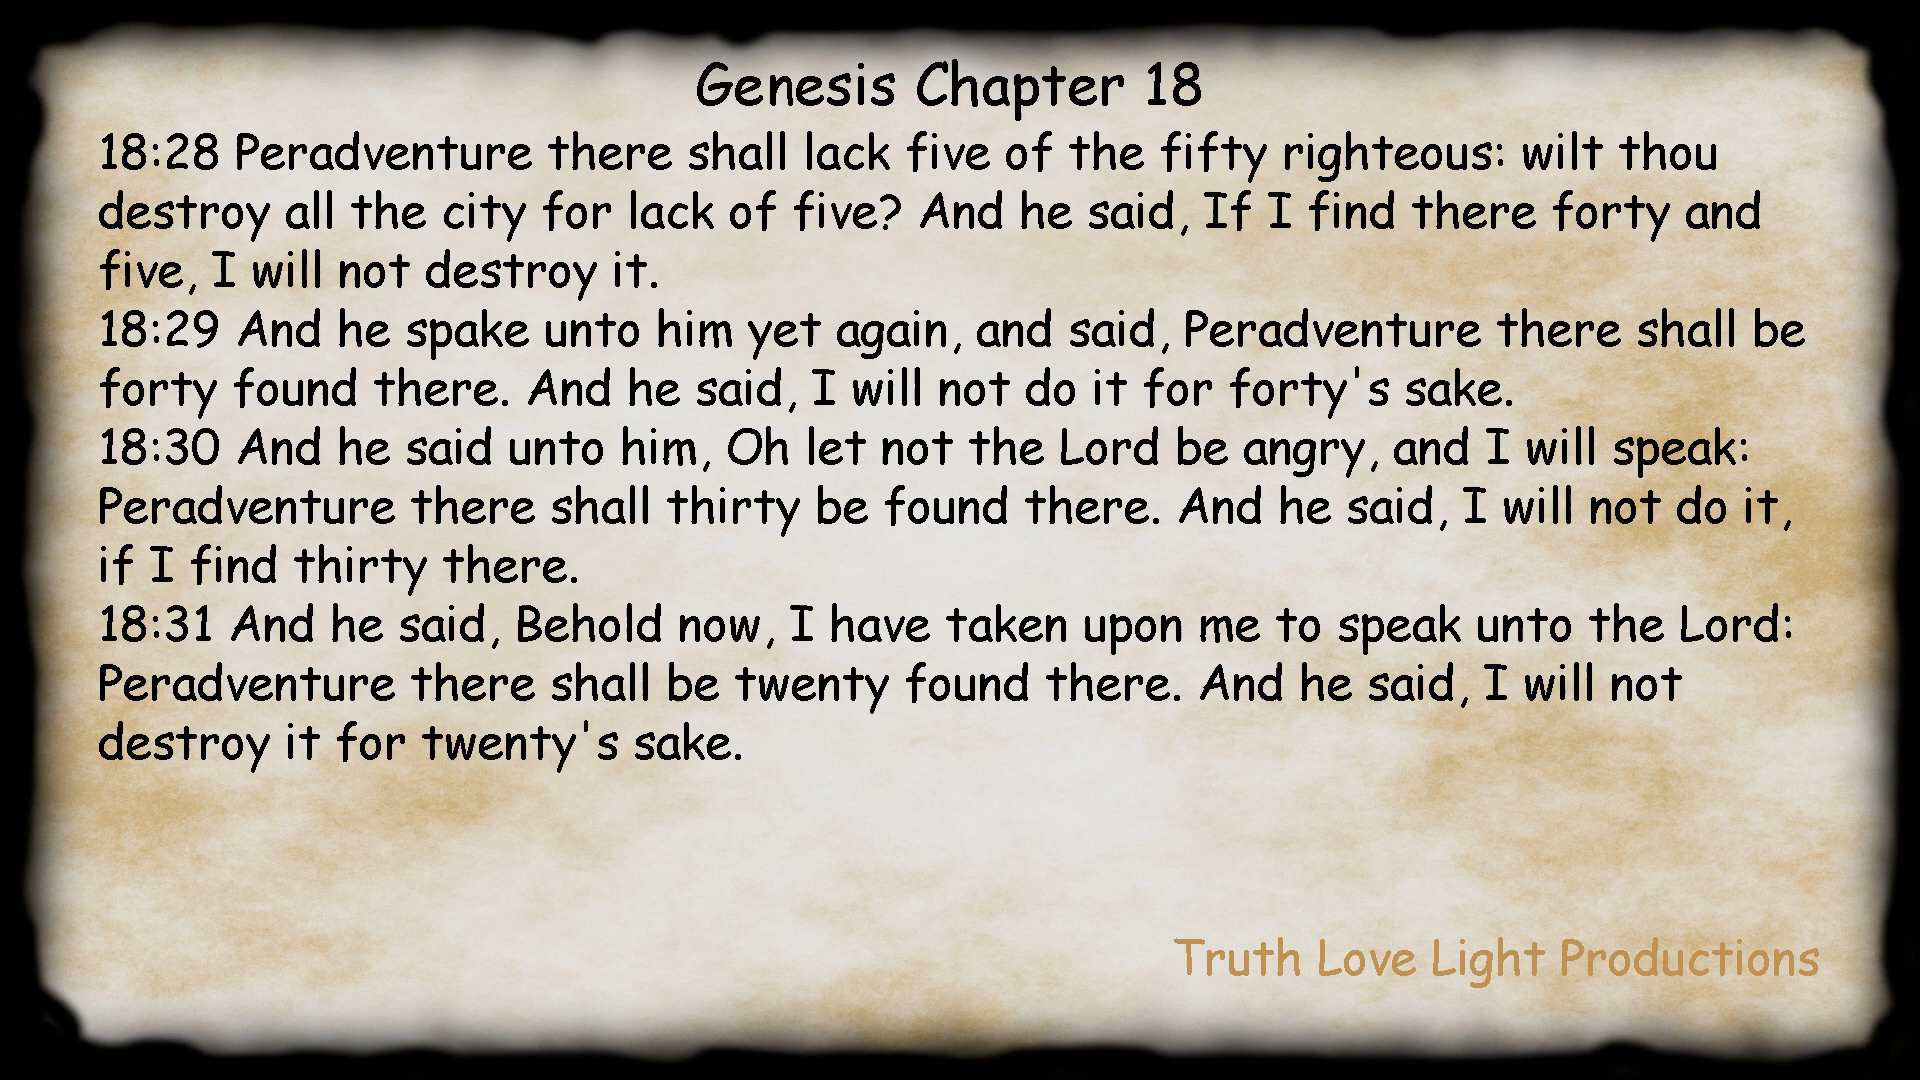 Genesis Chapter 18
18:28 Peradventure there shall lack five of the fifty righteous: wilt thou
destroy all the city for lack of five? And he said, If I find there forty and
five, I will not destroy it.
18:29 And he spake unto him yet again, and said, Peradventure there shall be
forty found there. And he said, I will not do it for forty's sake.
18:30 And he said unto him, Oh let not the Lord be angry, and I will speak:
Peradventure there shall thirty be found there. And he said, I will not do it,
if I find thirty there.
18:31 And he said, Behold now, I have taken upon me to speak unto the Lord:
Peradventure there shall be twenty found there. And he said, I will not
destroy it for twenty's sake.
Truth Love Light Productions